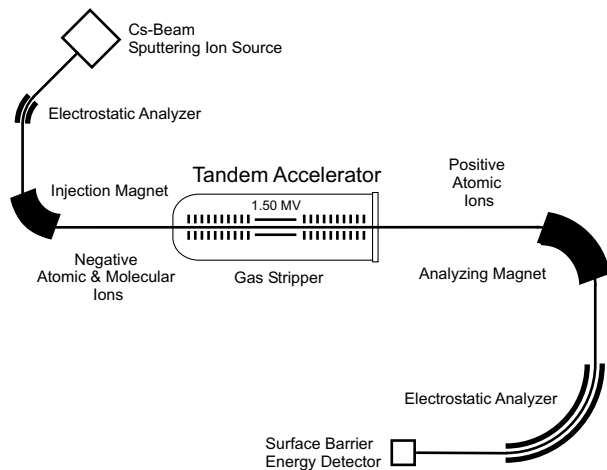 Cs-Beam
Sputtering Ion Source
Electrostatic Analyzer
Injection Magnet
Tandem Accelerator
1.50 MV
Positive
Atomic
Ions
Negative
Atomic & Molecular
Ions
Gas Stripper
Analyzing Magnet
Electrostatic Analyzer
Surface Barrier
Energy Detector